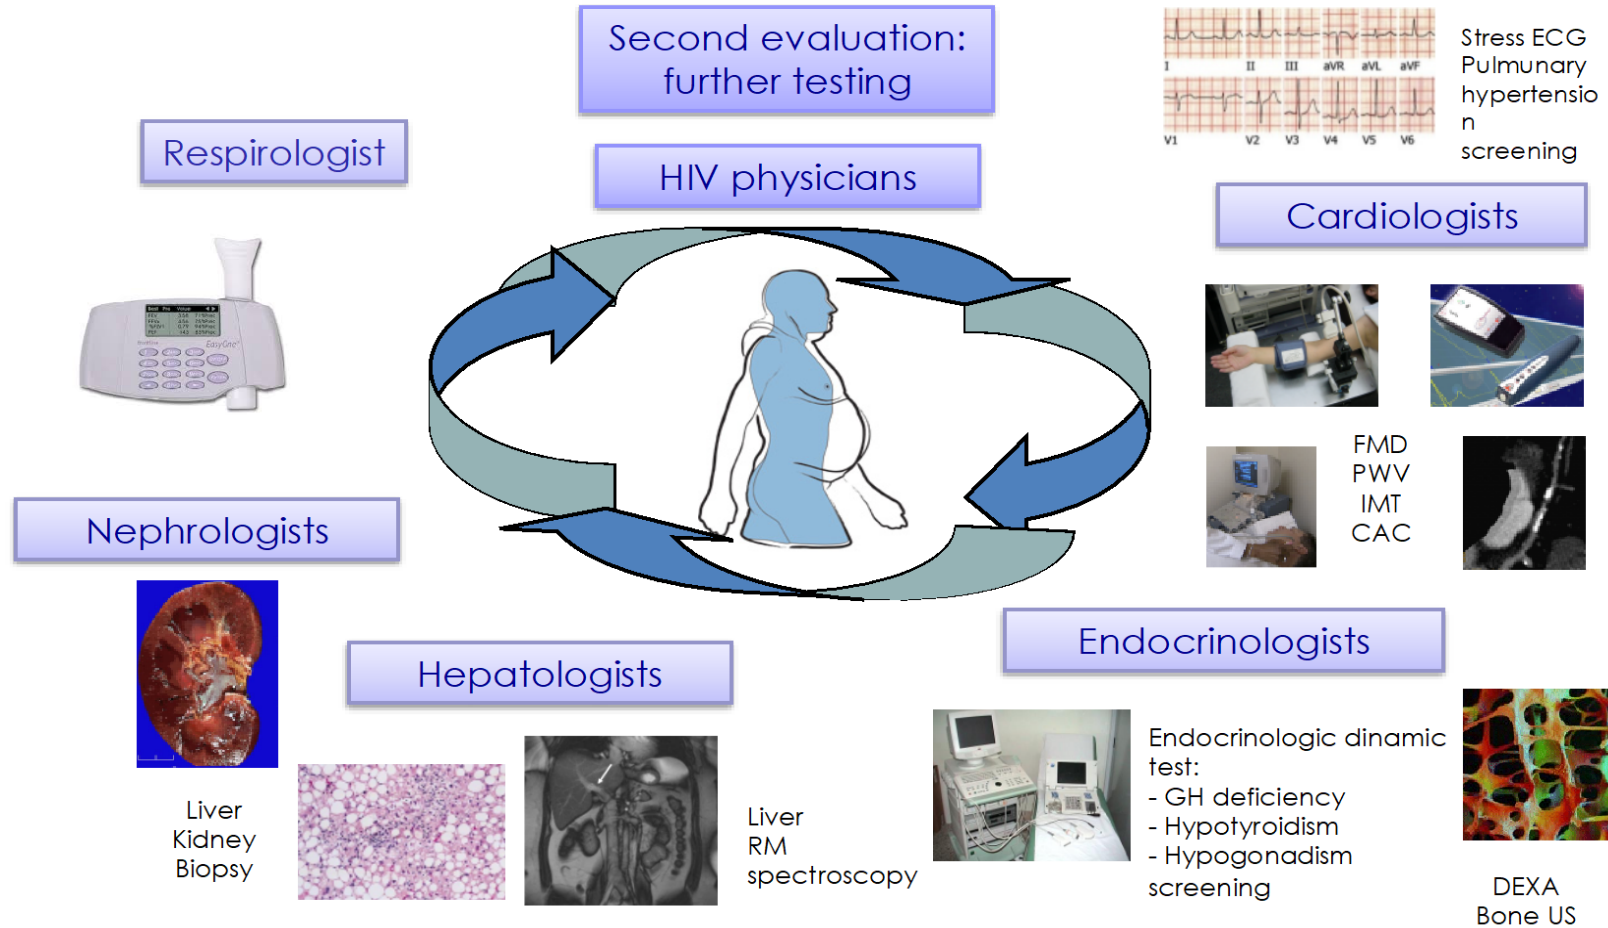 Second evaluation:
further testing
HIV physicians
Respirologist
EasyOne
I
II
III
aVR
aVL
aVF
V1
V2
V3
V4
V5
V6
Stress ECG
Pulmunary
hypertensio
n
screening
Cardiologists
FMD
PWV
IMT
CAC
Nephrologists
Liver
Kidney
Biopsy
Hepatologists
Liver
RM
spectroscopy
Endocrinologists
Endocrinologic dinamic
test:
- GH deficiency
- Hypotyroidism
- Hypogonadism
screening
DEXA
Bone US